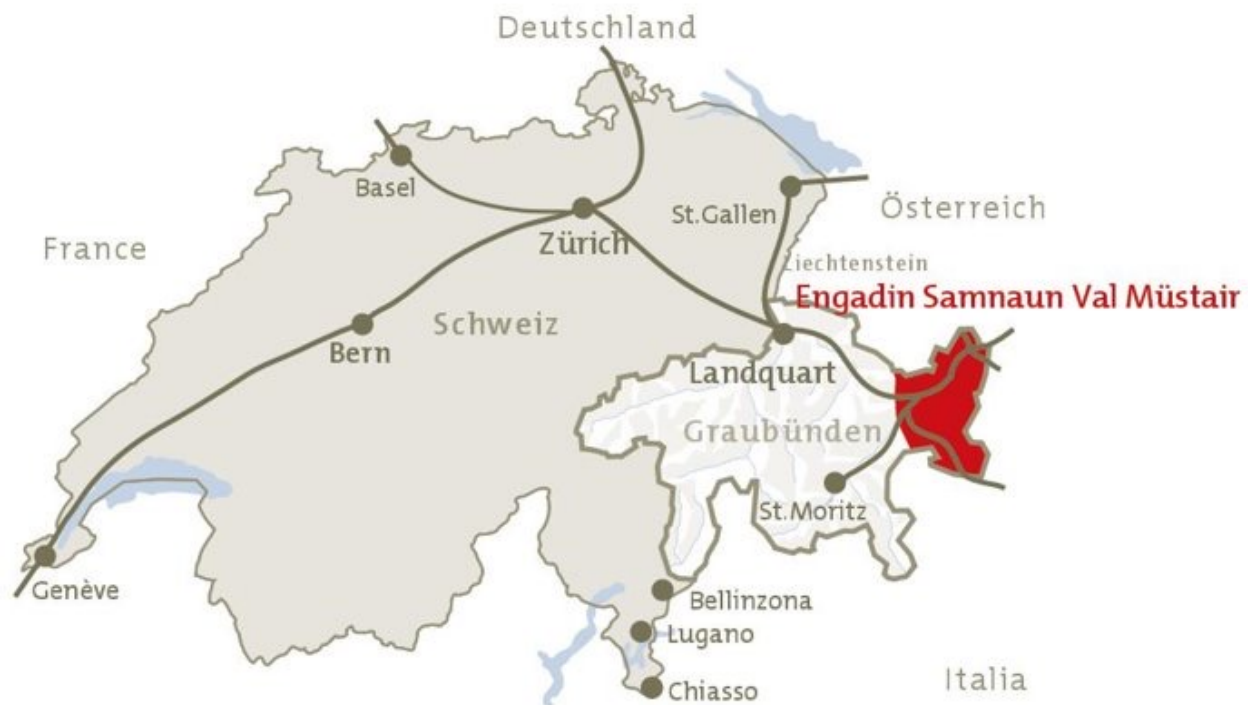 Deutschland
Basel
St.Gallen
Österreich
France
Zürich
Liechtenstein
Engadin Samnaun Val Müstair
Schweiz
Bern
Landquart
Graubünden
St.Moritz
Genève
Bellinzona
Lugano
Italia
Chiasso